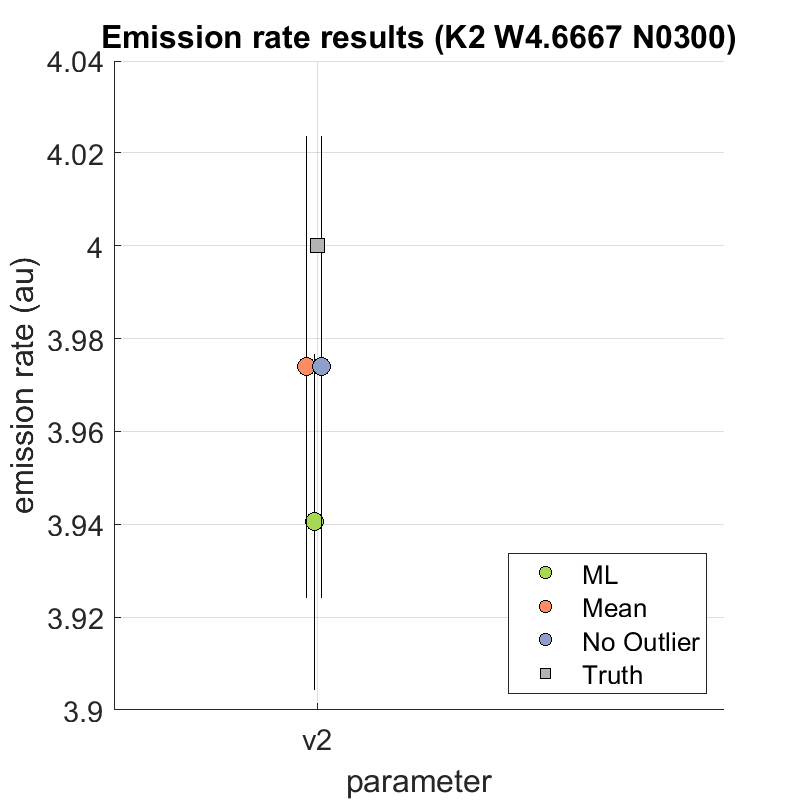 Emission rate results (K2 W4.6667 N0300)
4.04
4.02
4
3.98
3.96
3.94
3.92
3.9
emission rate (au)
ML
Mean
No Outlier
Truth
v2
parameter